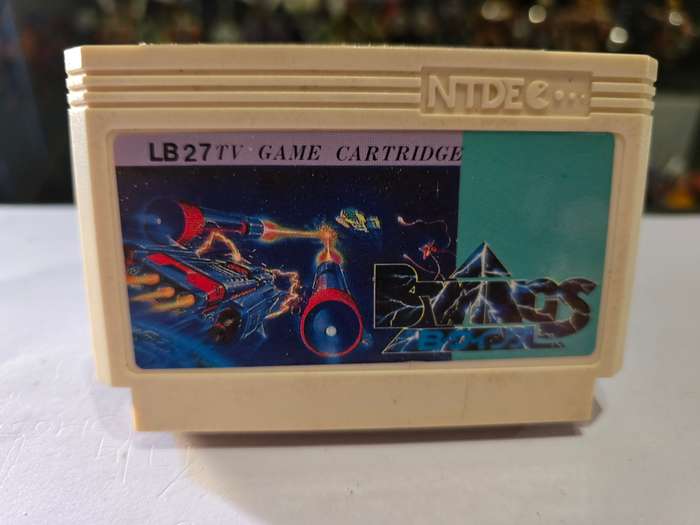 NTDEC...
LB27 TV GAME CARTRIDGE
B-WINGS